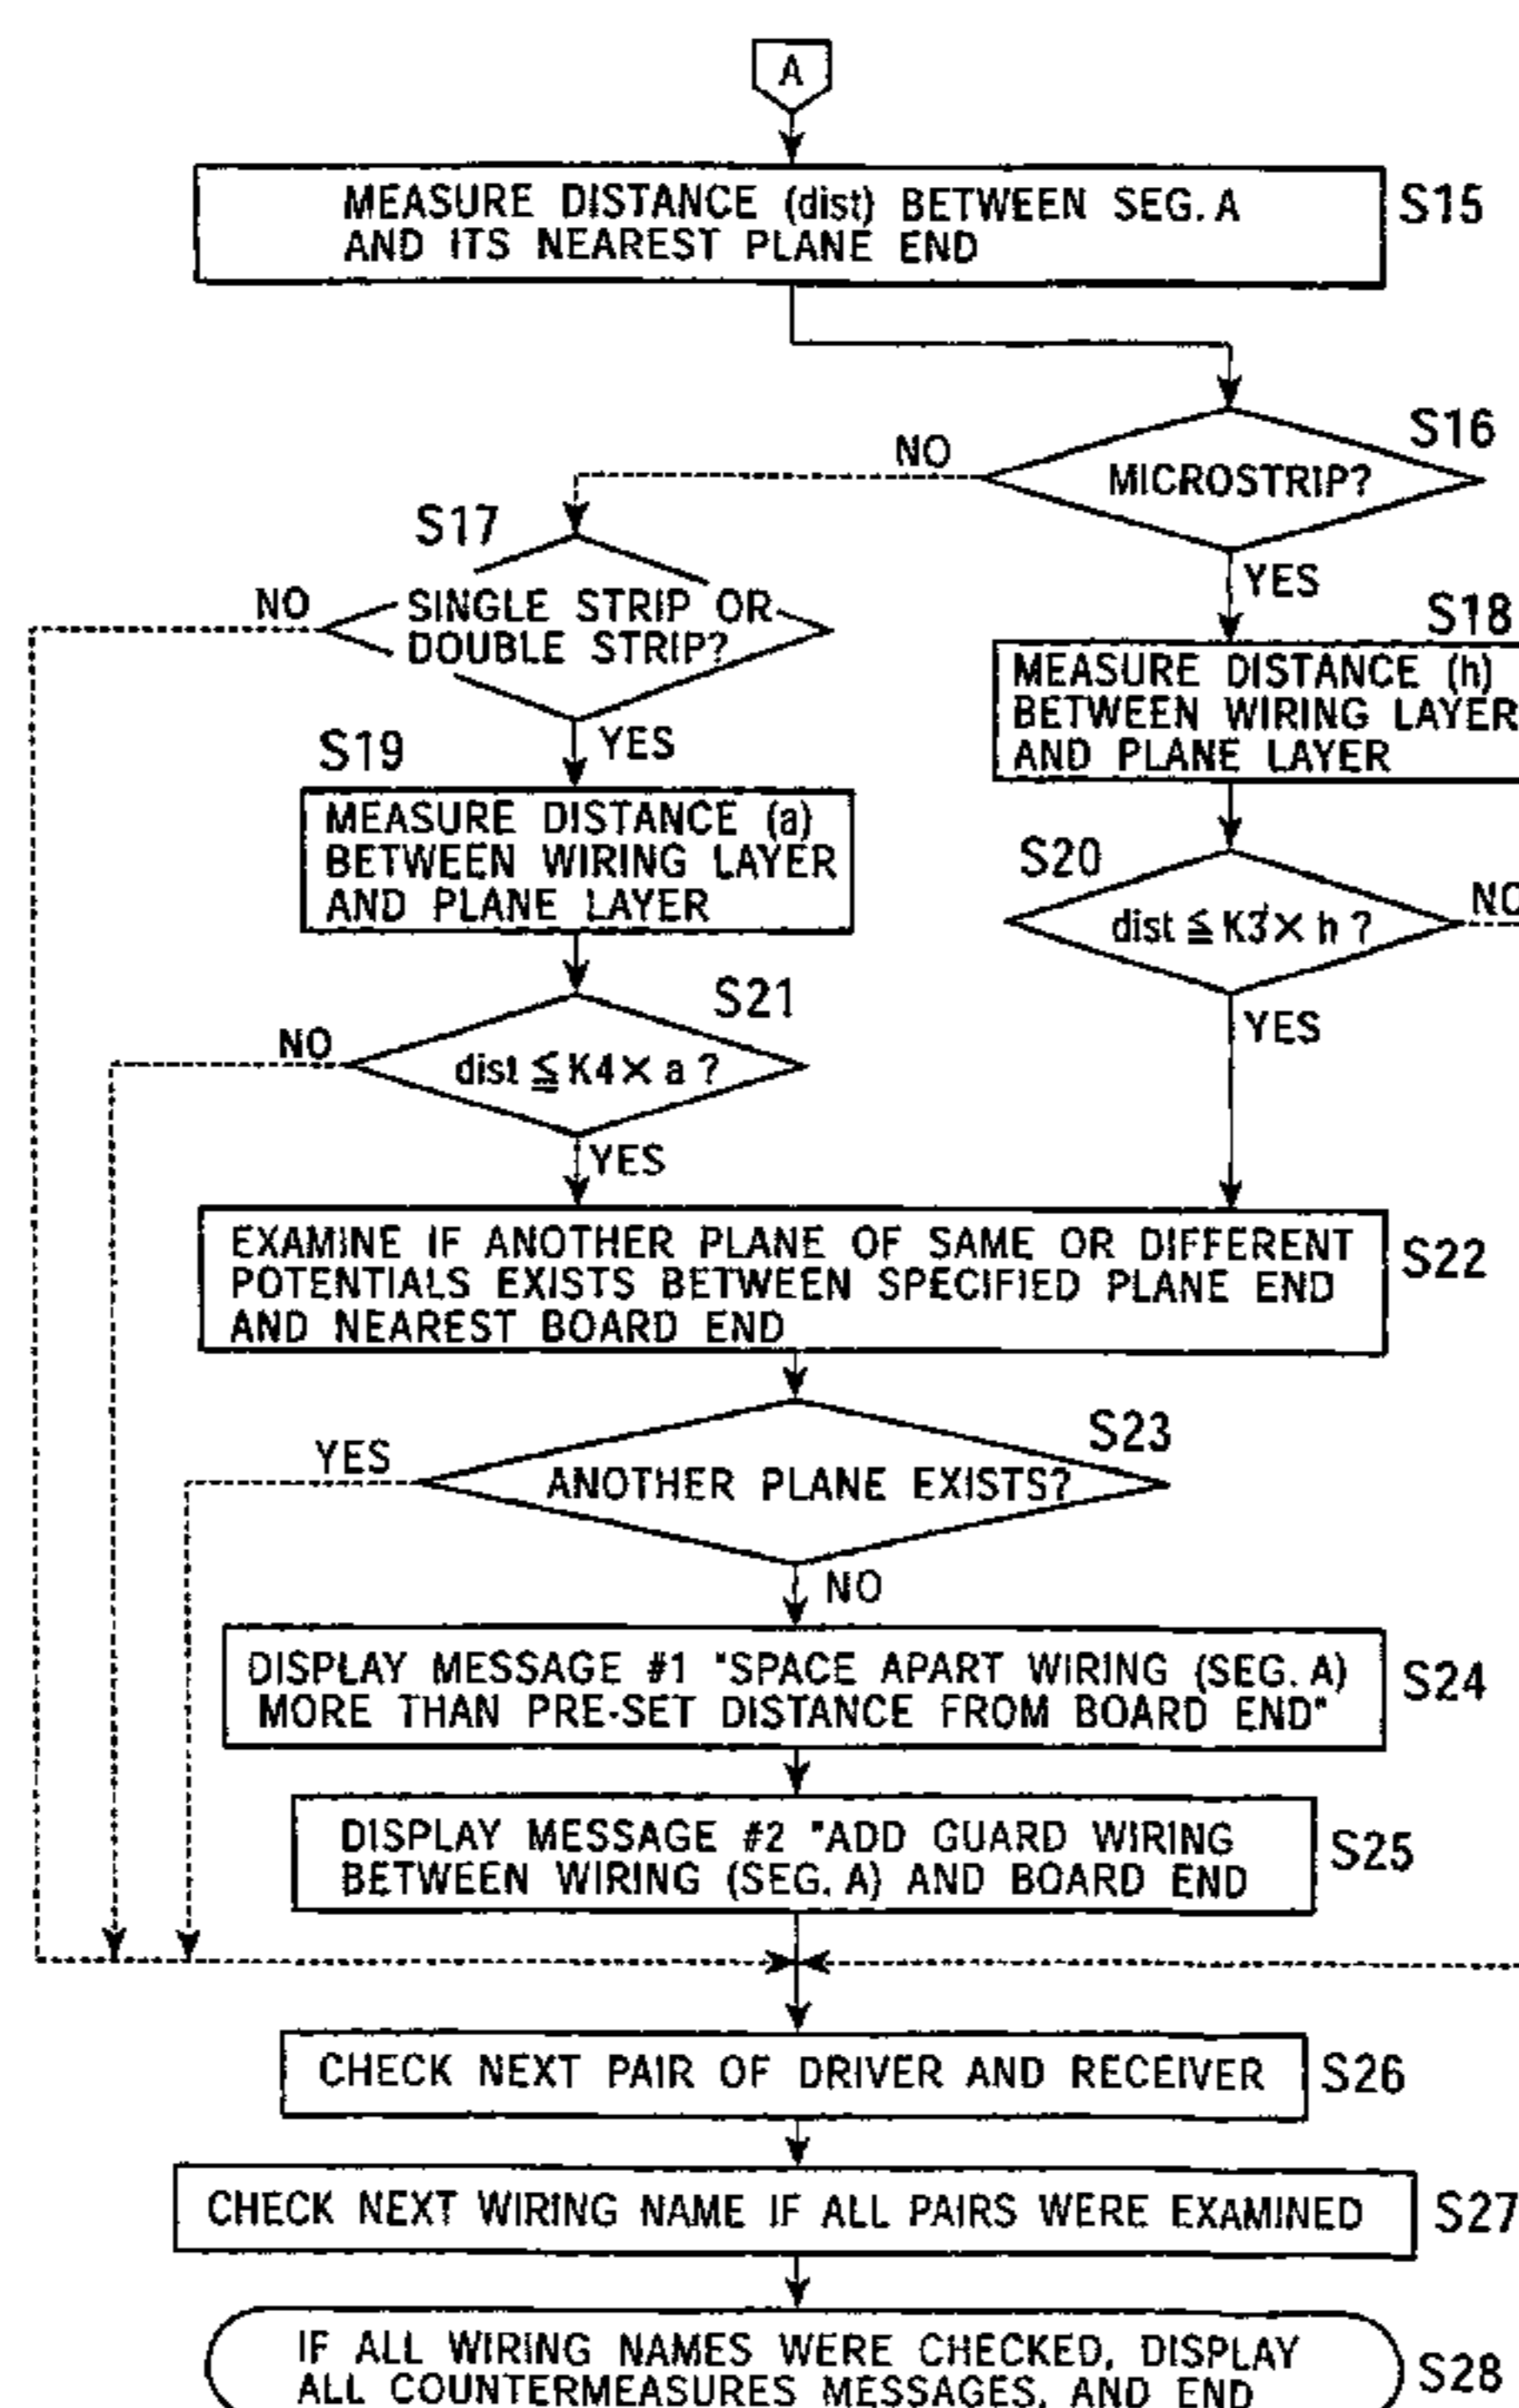 A
MEASURE DISTANCE (dist) BETWEEN SEG. A
AND ITS NEAREST PLANE END
S15
S16
MICROSTRIP?
NO
YES
S17
SINGLE STRIP OR
DOUBLE STRIP?
NO
YES
S18
MEASURE DISTANCE (h)
BETWEEN WIRING LAYER
AND PLANE LAYER
S19
MEASURE DISTANCE (a)
BETWEEN WIRING LAYER
AND PLANE LAYER
S20
dist ≦ K3 × h ?
NO
YES
S21
dist ≦ K4 × a ?
NO
YES
EXAMINE IF ANOTHER PLANE OF SAME OR DIFFERENT
POTENTIALS EXISTS BETWEEN SPECIFIED PLANE END
AND NEAREST BOARD END
S22
S23
ANOTHER PLANE EXISTS?
YES
NO
DISPLAY MESSAGE #1 "SPACE APART WIRING (SEG. A)
MORE THAN PRE-SET DISTANCE FROM BOARD END"
S24
DISPLAY MESSAGE #2 "ADD GUARD WIRING
BETWEEN WIRING (SEG. A) AND BOARD END
S25
CHECK NEXT PAIR OF DRIVER AND RECEIVER
S26
CHECK NEXT WIRING NAME IF ALL PAIRS WERE EXAMINED
S27
IF ALL WIRING NAMES WERE CHECKED, DISPLAY
ALL COUNTERMEASURES MESSAGES, AND END
S28